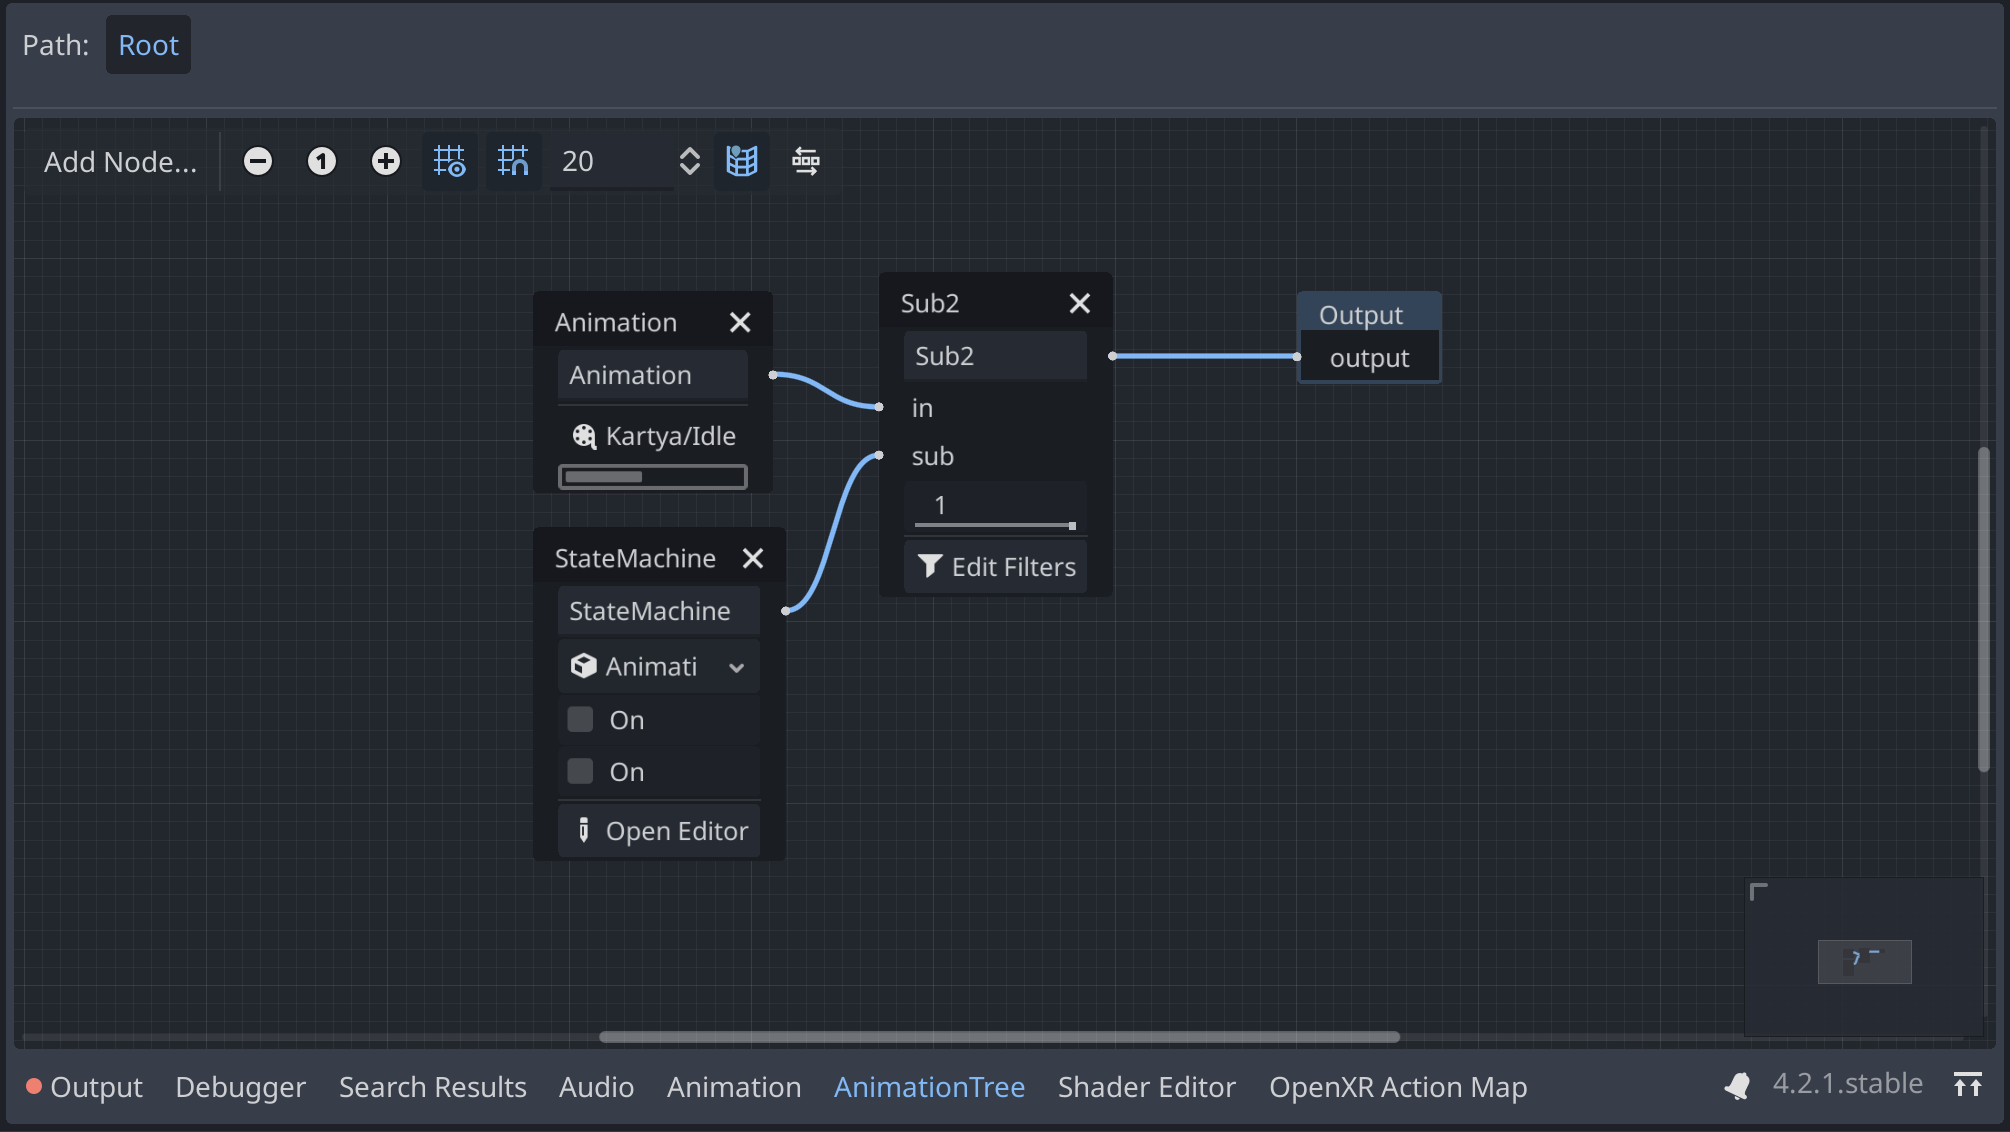 Path: Root
Add Node... 1 20
Animation
Animation
Kartya/Idle
StateMachine
StateMachine
Animati
On
On
Open Editor
Sub2
Sub2
in
sub
1
Edit Filters
Output
output
Output Debugger Search Results Audio Animation AnimationTree Shader Editor OpenXR Action Map 4.2.1.stable